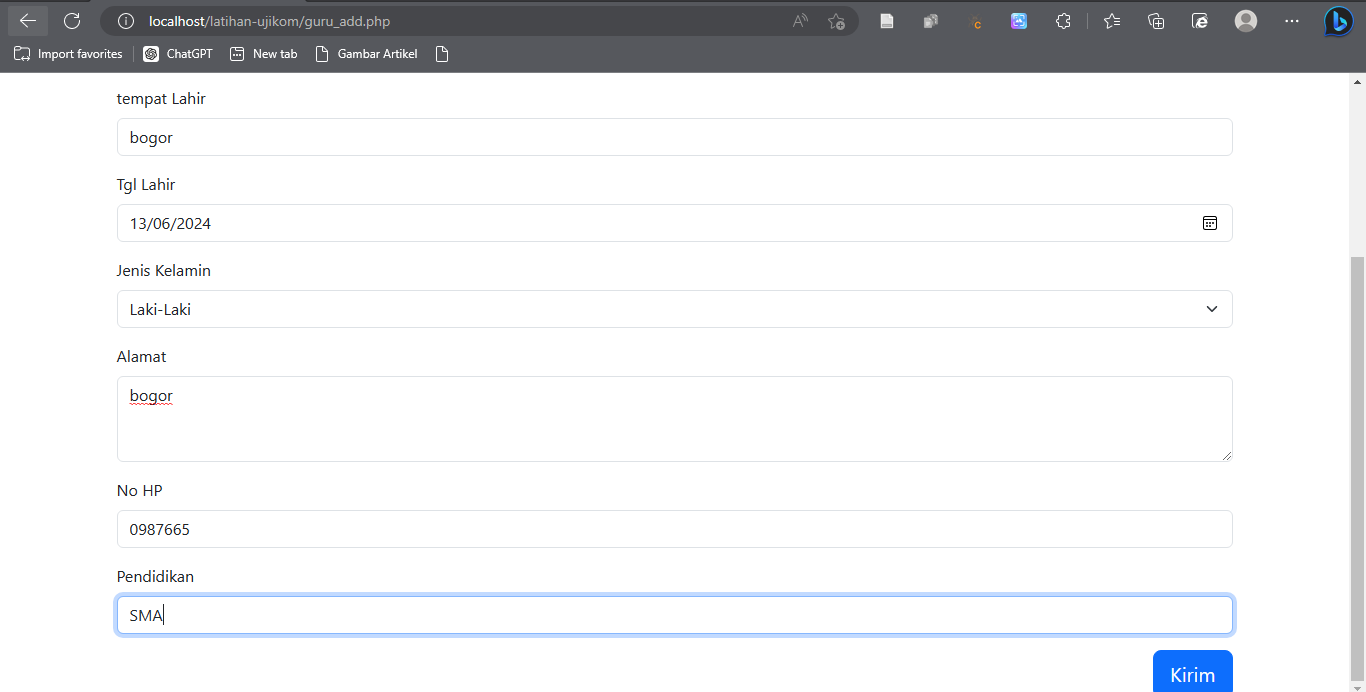 localhost/latihan-ujikom/guru_add.php
Import favorites ChatGPT New tab Gambar Artikel
tempat Lahir
bogor
Tgl Lahir
13/06/2024
Jenis Kelamin
Laki-Laki
Alamat
bogor
No HP
0987665
Pendidikan
SMA
Kirim